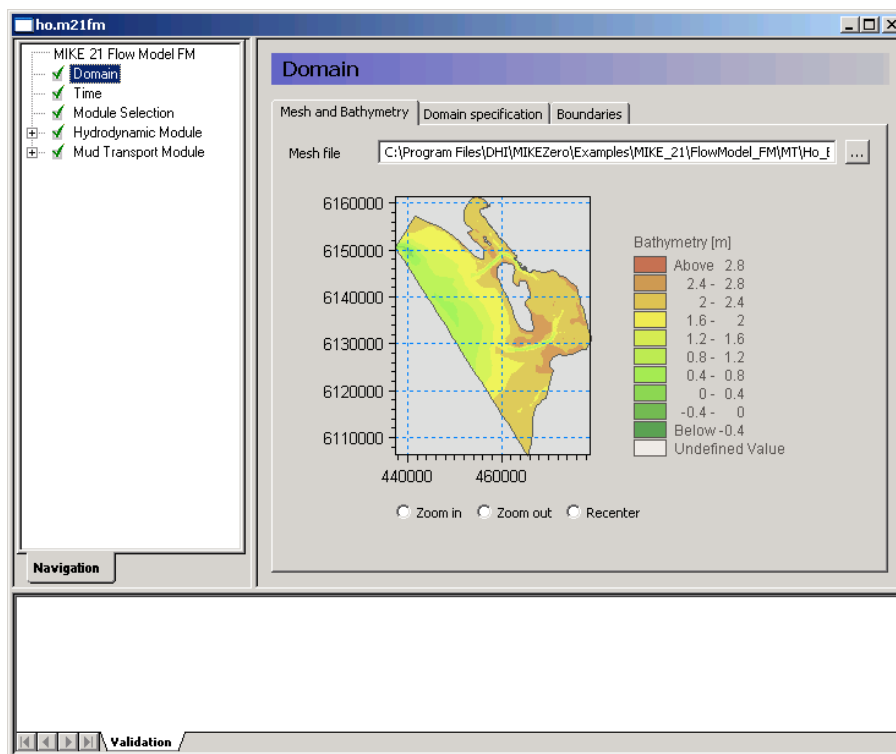 ho.m21fm
MIKE 21 Flow Model FM
Domain
Time
Module Selection
Hydrodynamic Module
Mud Transport Module
Navigation
Domain
Mesh and Bathymetry
Domain specification
Boundaries
Mesh file
C:\Program Files\DHI\MIKEZero\Examples\MIKE_21\FlowModel_FM\MT\Ho_
...
6160000
6150000
6140000
6130000
6120000
6110000
440000 460000
Bathymetry [m]
Above 2.8
2.4 - 2.8
2 - 2.4
1.6 - 2
1.2 - 1.6
0.8 - 1.2
0.4 - 0.8
0 - 0.4
-0.4 - 0
Below -0.4
Undefined Value
Zoom in
Zoom out
Recenter
Validation